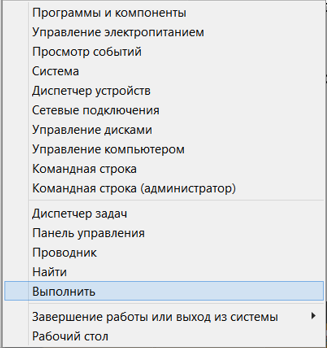 Программы и компоненты
Управление электропитанием
Просмотр событий
Система
Диспетчер устройств
Сетевые подключения
Управление дисками
Управление компьютером
Командная строка
Командная строка (администратор)
Диспетчер задач
Панель управления
Проводник
Найти
Выполнить
Завершение работы или выход из системы
Рабочий стол